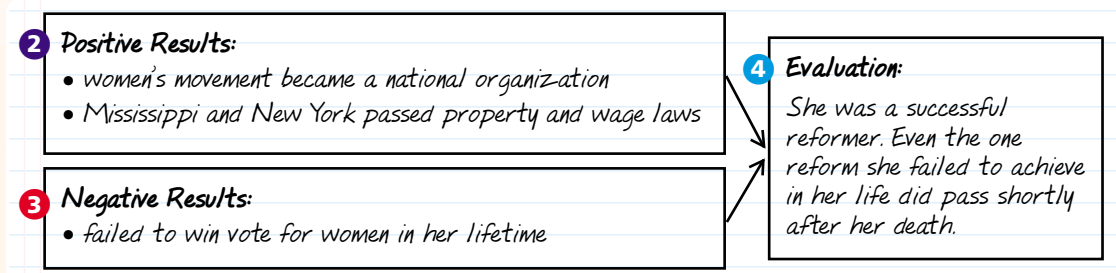 2 Positive Results:
• women's movement became a national organization
• Mississippi and New York passed property and wage laws
3 Negative Results:
• failed to win vote for women in her lifetime
4 Evaluation:
She was a successful
reformer. Even the one
reform she failed to achieve
in her life did pass shortly
after her death.